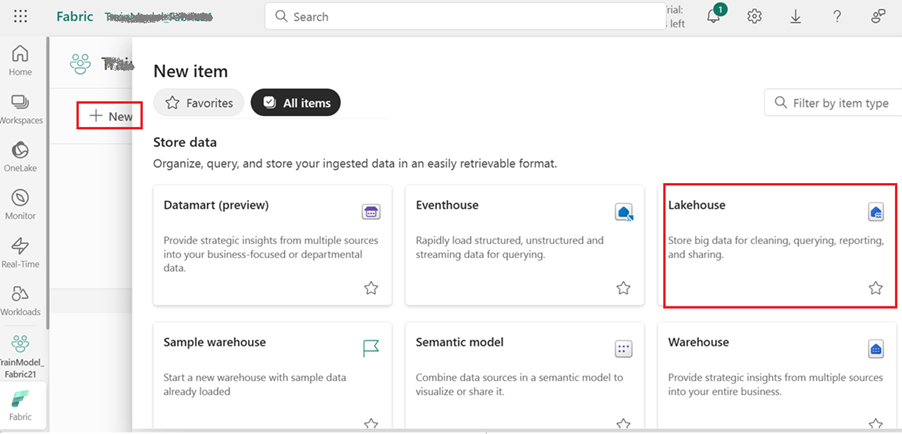 Fabric
Search
Trial:
s left
1
Home
Workspaces
OneLake
Monitor
Real-Time
Workloads
TrainModel_
Fabric21
Fabric
New
New item
Favorites
All items
Filter by item type
Store data
Organize, query, and store your ingested data in an easily retrievable format.
Datamart (preview)
Provide strategic insights from multiple sources
into your business-focused or departmental
data.
Eventhouse
Rapidly load structured, unstructured and
streaming data for querying.
Lakehouse
Store big data for cleaning, querying, reporting,
and sharing.
Sample warehouse
Start a new warehouse with sample data
already loaded
Semantic model
Combine data sources in a semantic model to
visualize or share it.
Warehouse
Provide strategic insights from multiple sources
into your entire business.